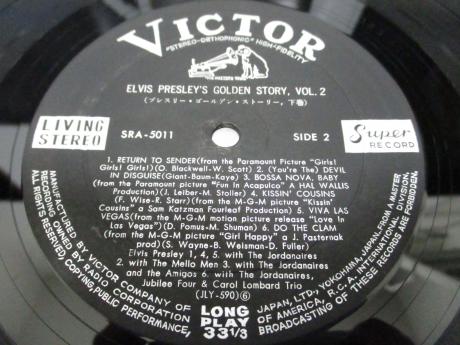 VICTOR
"STEREO-ORTHOPHONIC" HIGH-FIDELITY
ELVIS PRESLEY'S GOLDEN STORY, VOL. 2
(プレスリー・ゴールデン・ストーリー, 下巻)
LIVING
STEREO
SRA-5011
SIDE 2
Super
RECORD
1. RETURN TO SENDER(from the Paramount Picture "Girls!
Girls! Girls!) (O. Blackwell-W. Scott) 2. (You're The) DEVIL
IN DISGUISE(Giant-Baum-Kaye) 3. BOSSA NOVA, BABY
(from the Paramount picture "Fun In Acapulco" A HAL WALLIS
Production)(J. Leiber-M. Stoller) 4. KISSIN' COUSINS
(F. Wise-R. Starr)(from the M-G-M picture "Kissin'
Cousins" a Sam Katzman Fourleaf Production) 5. VIVA LAS
VEGAS(from the M-G-M motion picture release "Love In
Las Vegas") (D. Pomus-M. Shuman) 6. DO THE CLAM
(from the M-G-M picture "Girl Happy" a J. Pasternak
prod) (S. Wayne-B. Weisman-D. Fuller)
Elvis Presley 1, 4, 5. with The Jordanaires
2. with The Mello Men 3. with The Jordanaires
and the Amigos 6. with The Jordanaires,
Jubilee Four & Carol Lombard Trio
(JLY-590)⑥
LONG
PLAY
33 1/3
MANUFACTURED BY VICTOR COMPANY OF JAPAN, LTD., YOKOHAMA, JAPAN, FROM A MASTER
RECORDING OWNED BY RADIO CORPORATION OF AMERICA, R.C.A. INTERNATIONAL DIVISION.
ALL RIGHTS RESERVED, COPYING, PUBLIC PERFORMANCE, BROADCASTING OF THESE RECORDS ARE FORBIDDEN